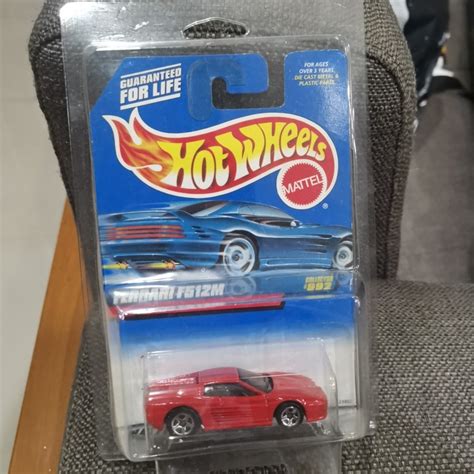 GUARANTEED
FOR LIFE
FOR AGES
OVER 3 YEARS
DIE CAST METAL &
PLASTIC PARTS
HOT WHEELS
MATTEL
FERRARI F512M
COLLECTOR